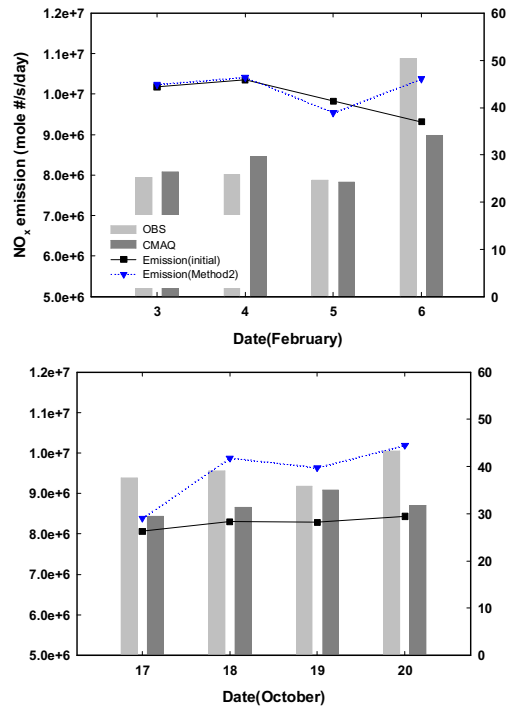 1.2e+7
1.1e+7
1.0e+7
9.0e+6
8.0e+6
7.0e+6
6.0e+6
5.0e+6
NOx emission (mole #/s/day)
60
50
40
30
20
10
0
OBS
CMAQ
Emission(initial)
Emission(Method2)
3 4 5 6
Date(February)
1.2e+7
1.1e+7
1.0e+7
9.0e+6
8.0e+6
7.0e+6
6.0e+6
5.0e+6
60
50
40
30
20
10
0
17 18 19 20
Date(October)